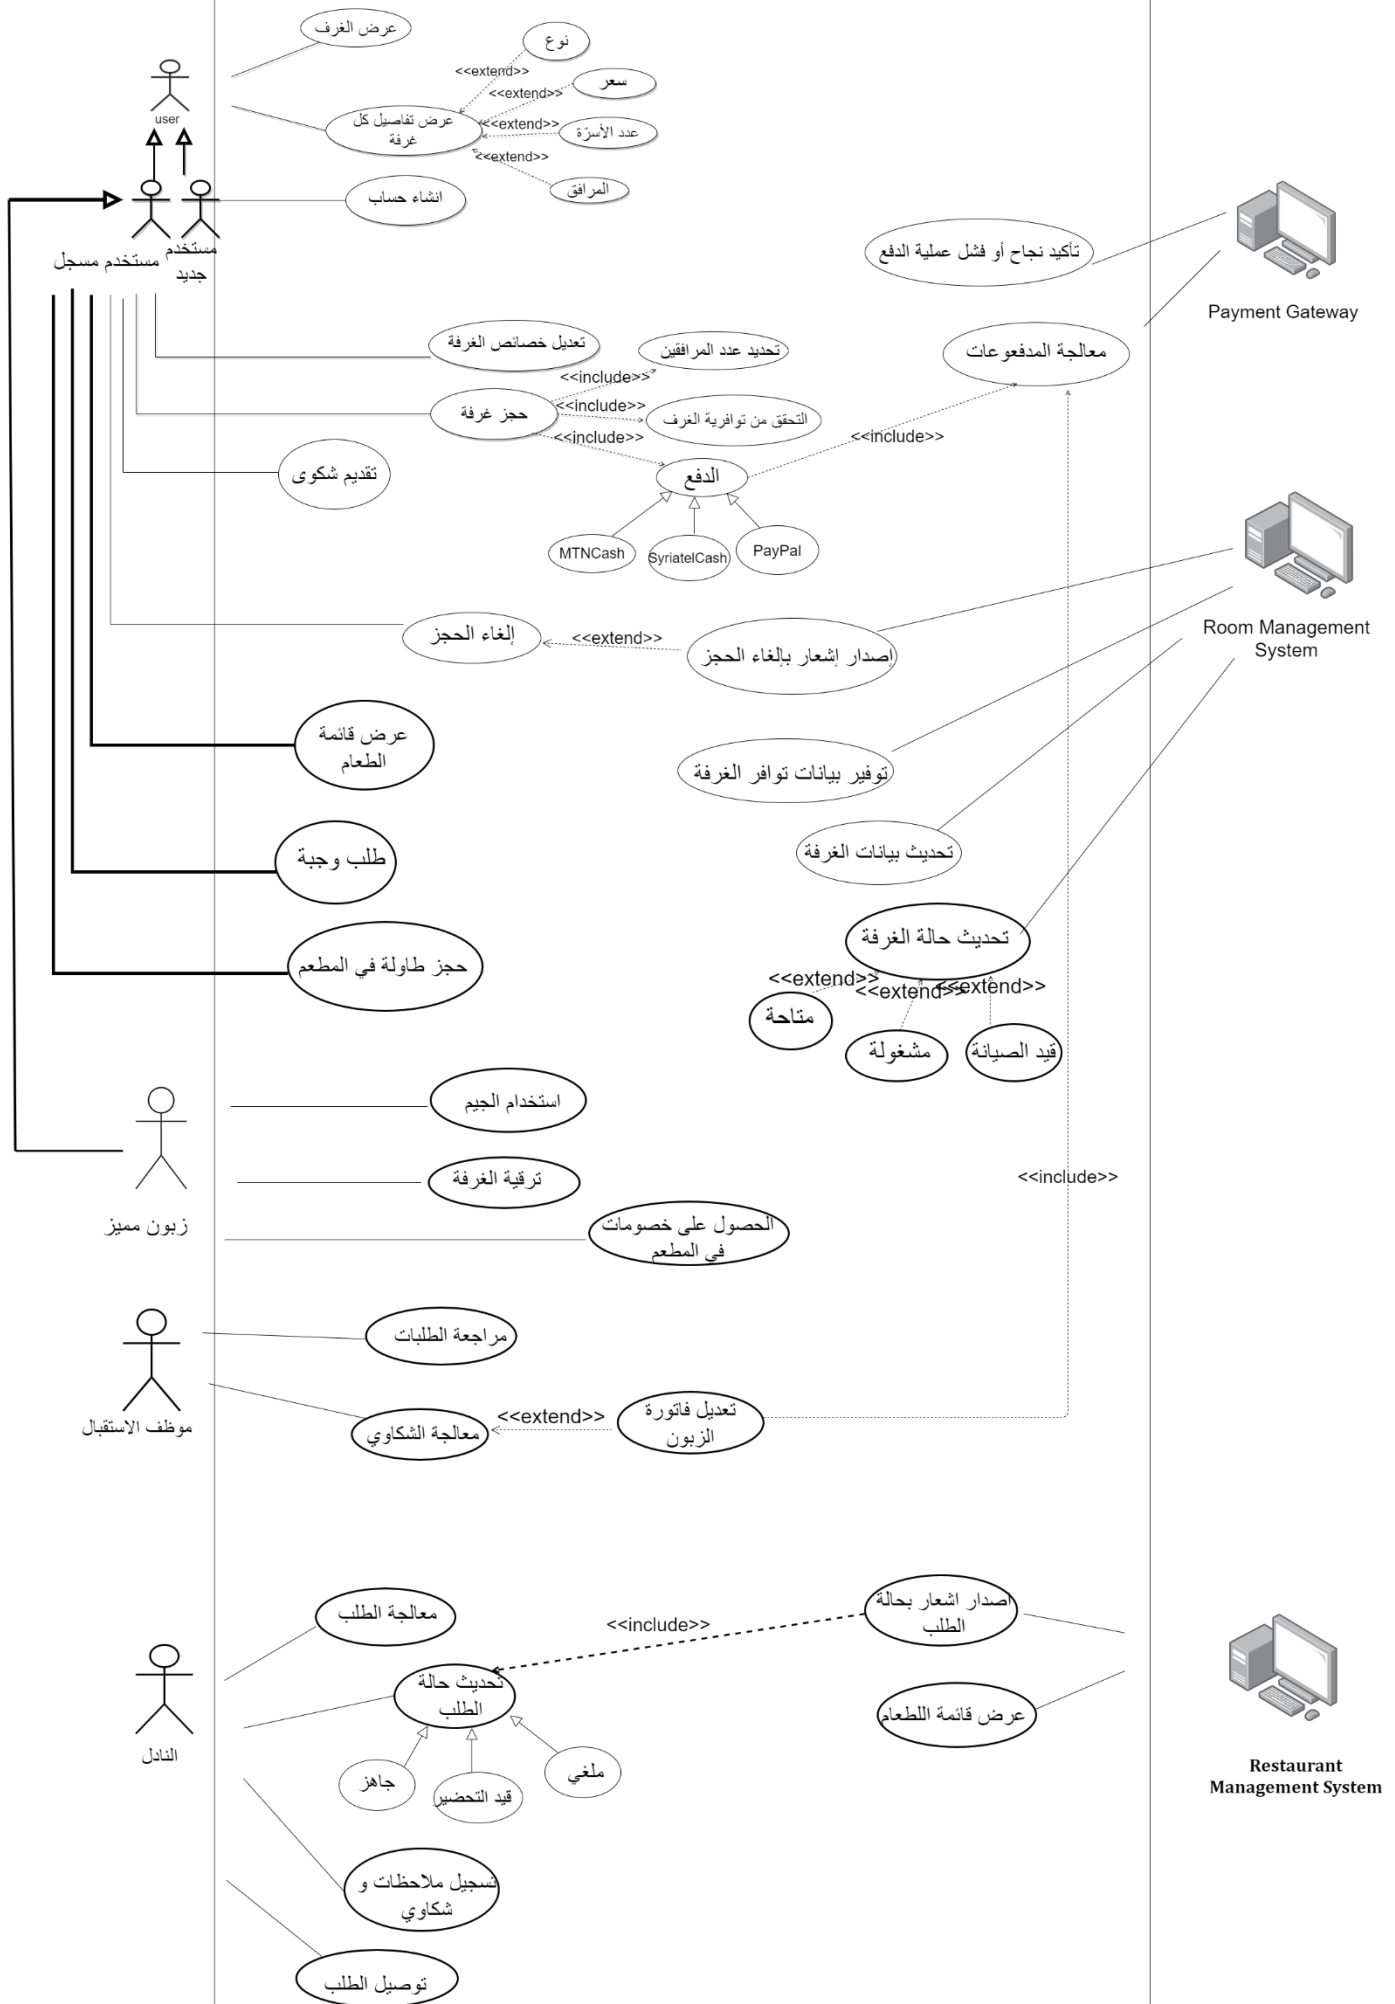 عرض الغرف
نوع
<<extend>>
سعر
<<extend>>
user
عرض تفاصيل كل
غرفة
<<extend>>
عدد الأسرّة
<<extend>>
المرافق
انشاء حساب
مستخدم مسجل
مستخدم
جديد
تأكيد نجاح أو فشل عملية الدفع
Payment Gateway
تعديل خصائص الغرفة
تحديد عدد المرافقين
معالجة المدفوعات
<<include>>
حجز غرفة
<<include>>
التحقق من توافرية الغرف
<<include>>
<<include>>
تقديم شكوى
الدفع
MTNCash
SyriatelCash
PayPal
إلغاء الحجز
<<extend>>
إصدار إشعار بإلغاء الحجز
Room Management
System
عرض قائمة
الطعام
توفير بيانات توافر الغرفة
طلب وجبة
تحديث بيانات الغرفة
تحديث حالة الغرفة
حجز طاولة في المطعم
<<extend>>
<<extend>>
<<extend>>
متاحة
مشغولة
قيد الصيانة
استخدام الجيم
ترقية الغرفة
<<include>>
زبون مميز
الحصول على خصومات
في المطعم
مراجعة الطلبات
موظف الاستقبال
معالجة الشكاوي
<<extend>>
تعديل فاتورة
الزبون
معالجة الطلب
<<include>>
اصدار اشعار بحالة
الطلب
تحديث حالة
الطلب
عرض قائمة اللطعام
النادل
جاهز
قيد التحضير
ملغي
Restaurant
Management System
تسجيل ملاحظات و
شكاوي
توصيل الطلب